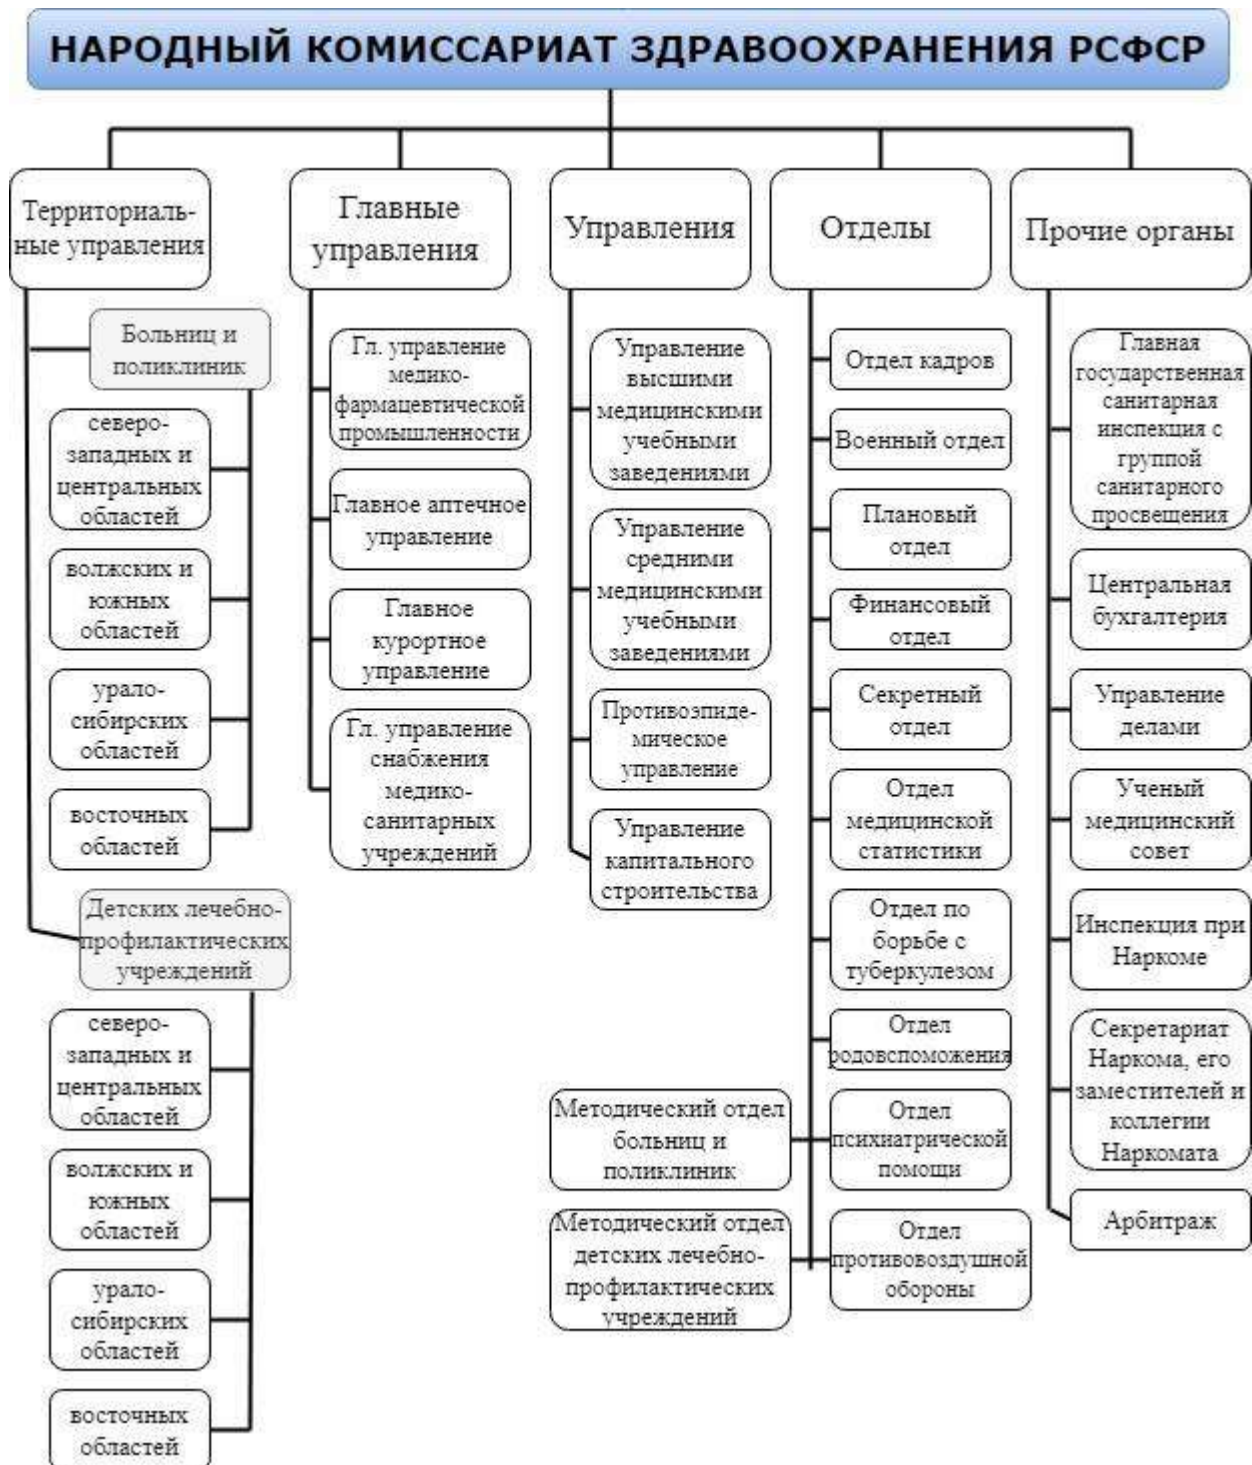 НАРОДНЫЙ КОМИССАРИАТ ЗДРАВООХРАНЕНИЯ РСФСР
Территориаль-
ные управления
Больниц и
поликлиник
северо-
западных и
центральных
областей
волжских и
южных
областей
урало-
сибирских
областей
восточных
областей
Детских лечебно-
профилактических
учреждений
северо-
западных и
центральных
областей
волжских и
южных
областей
урало-
сибирских
областей
восточных
областей
Главные
управления
Гл. управление
медико-
фармацевтической
промышленности
Главное аптечное
управление
Главное
курортное
управление
Гл. управление
снабжения
медико-
санитарных
учреждений
Управления
Управление
высшими
медицинскими
учебными
заведениями
Управление
средними
медицинскими
учебными
заведениями
Противоэпиде-
мическое
управление
Управление
капитального
строительства
Отделы
Отдел кадров
Военный отдел
Плановый
отдел
Финансовый
отдел
Секретный
отдел
Отдел
медицинской
статистики
Отдел по
борьбе с
туберкулезом
Отдел
родовспоможения
Методический отдел
больниц и
поликлиник
Отдел
психиатрической
помощи
Методический отдел
детских лечебно-
профилактических
учреждений
Отдел
противовоздушной
обороны
Прочие органы
Главная
государственная
санитарная
инспекция с
группой
санитарного
просвещения
Центральная
бухгалтерия
Управление
делами
Ученый
медицинский
совет
Инспекция при
Наркоме
Секретариат
Наркома, его
заместителей и
коллегии
Наркомата
Арбитраж